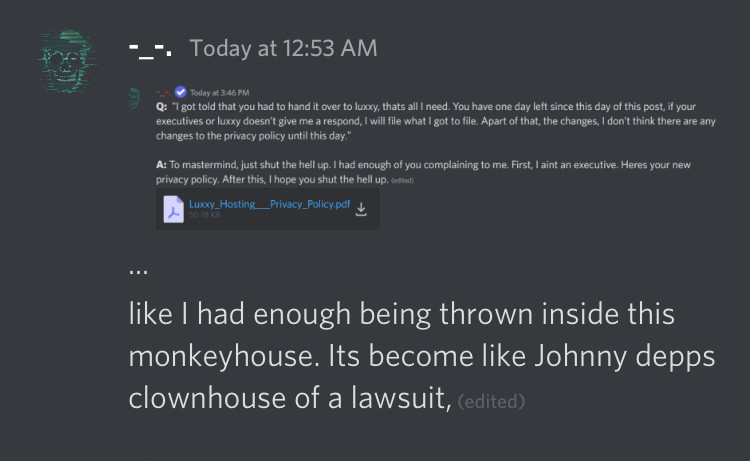 -_-. Today at 12:53 AM
-_-. Today at 3:46 PM
Q: "I got told that you had to hand it over to luxxy, thats all I need. You have one day left since this day of this post, if your
executives or luxxy doesn't give me a respond, I will file what I got to file. Apart of that, the changes, I don't think there are any
changes to the privacy policy until this day."
A: To mastermind, just shut the hell up. I had enough of you complaining to me. First, I aint an executive. Heres your new
privacy policy. After this, I hope you shut the hell up. (edited)
Luxxy_Hosting___Privacy_Policy.pdf
50.78 KB
...
like I had enough being thrown inside this
monkeyhouse. Its become like Johnny depps
clownhouse of a lawsuit, (edited)